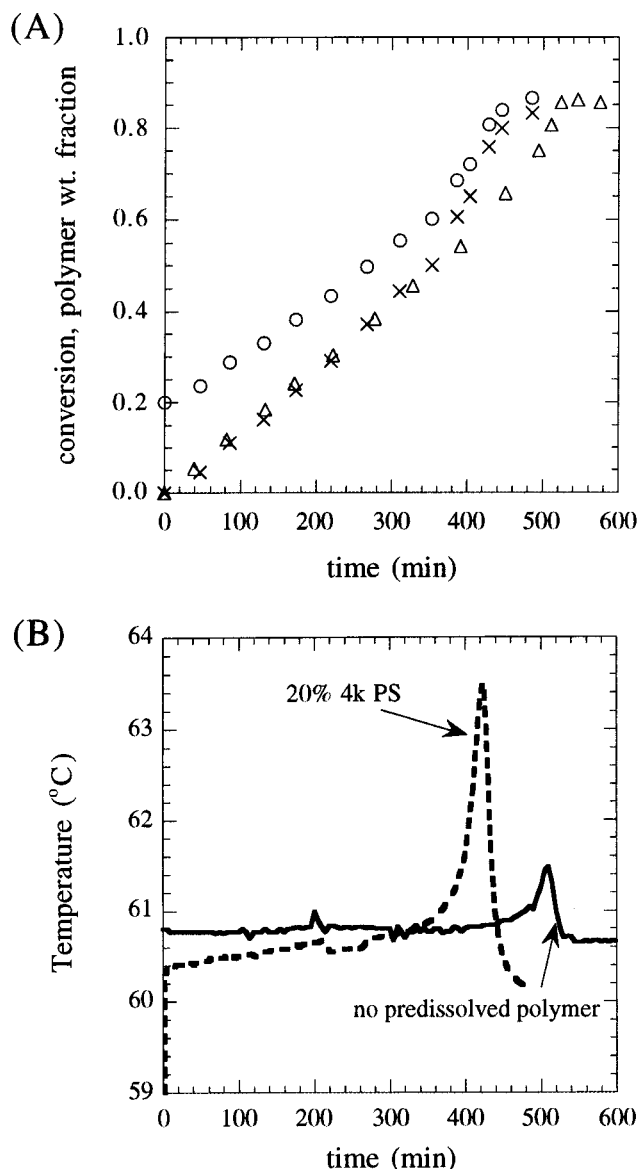 (A)
conversion, polymer wt. fraction
1.0
0.8
0.6
0.4
0.2
0.0
0 100 200 300 400 500 600
time (min)
(B)
Temperature (°C)
64
63
62
61
60
59
20% 4k PS
no predissolved polymer
0 100 200 300 400 500 600
time (min)